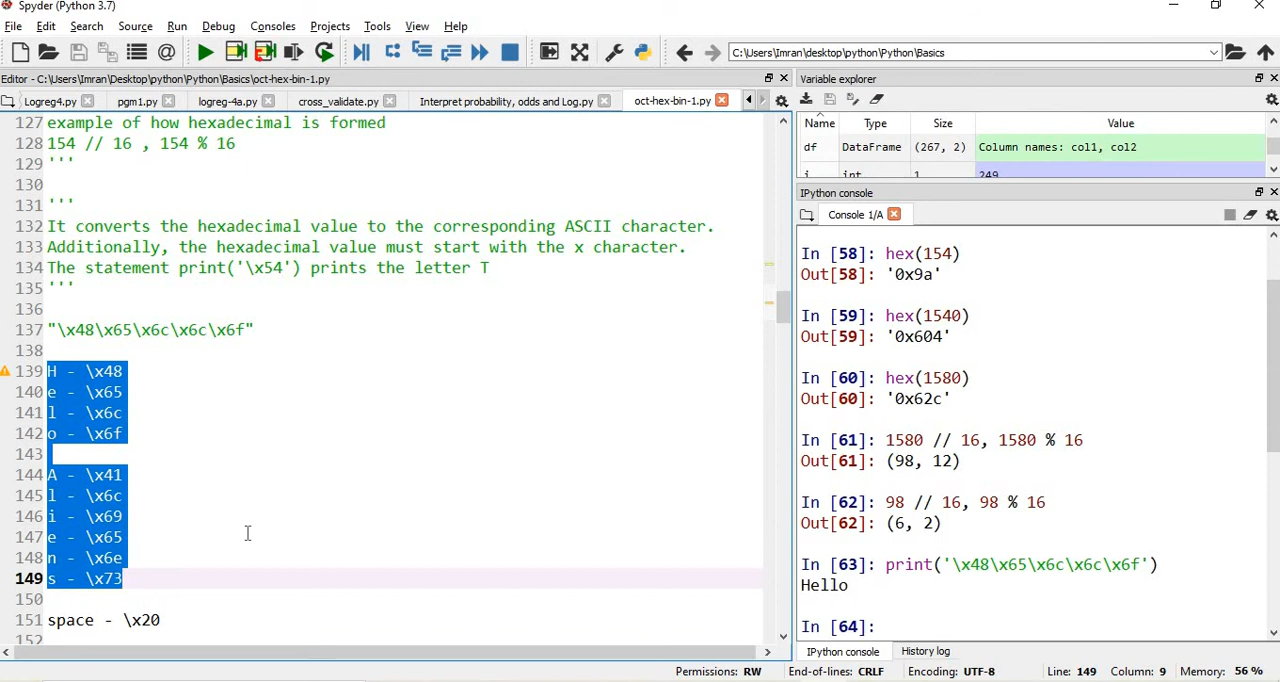 Spyder (Python 3.7)
File Edit Search Source Run Debug Consoles Projects Tools View Help
C:\Users\Imran\desktop\python\Python\Basics
Editor - C:\Users\Imran\Desktop\python\Python\Basics\oct-hex-bin-1.py
Logreg4.py pgm1.py logreg-4a.py cross_validate.py Interpret probability, odds and Log.py oct-hex-bin-1.py
127 example of how hexadecimal is formed
128 154 // 16 , 154 % 16
129 '''
130
131 '''
132 It converts the hexadecimal value to the corresponding ASCII character.
133 Additionally, the hexadecimal value must start with the x character.
134 The statement print('\x54') prints the letter T
135 '''
136
137 "\x48\x65\x6c\x6c\x6f"
138
139 H - \x48
140 e - \x65
141 l - \x6c
142 o - \x6f
143
144 A - \x41
145 l - \x6c
146 i - \x69
147 e - \x65
148 n - \x6e
149 s - \x73
150
151 space - \x20
152
Variable explorer
Name Type Size Value
df DataFrame (267, 2) Column names: col1, col2
i int 1 249
IPython console
Console 1/A
In [58]: hex(154)
Out[58]: '0x9a'
In [59]: hex(1540)
Out[59]: '0x604'
In [60]: hex(1580)
Out[60]: '0x62c'
In [61]: 1580 // 16, 1580 % 16
Out[61]: (98, 12)
In [62]: 98 // 16, 98 % 16
Out[62]: (6, 2)
In [63]: print('\x48\x65\x6c\x6c\x6f')
Hello
In [64]:
IPython console History log
Permissions: RW End-of-lines: CRLF Encoding: UTF-8 Line: 149 Column: 9 Memory: 56 %